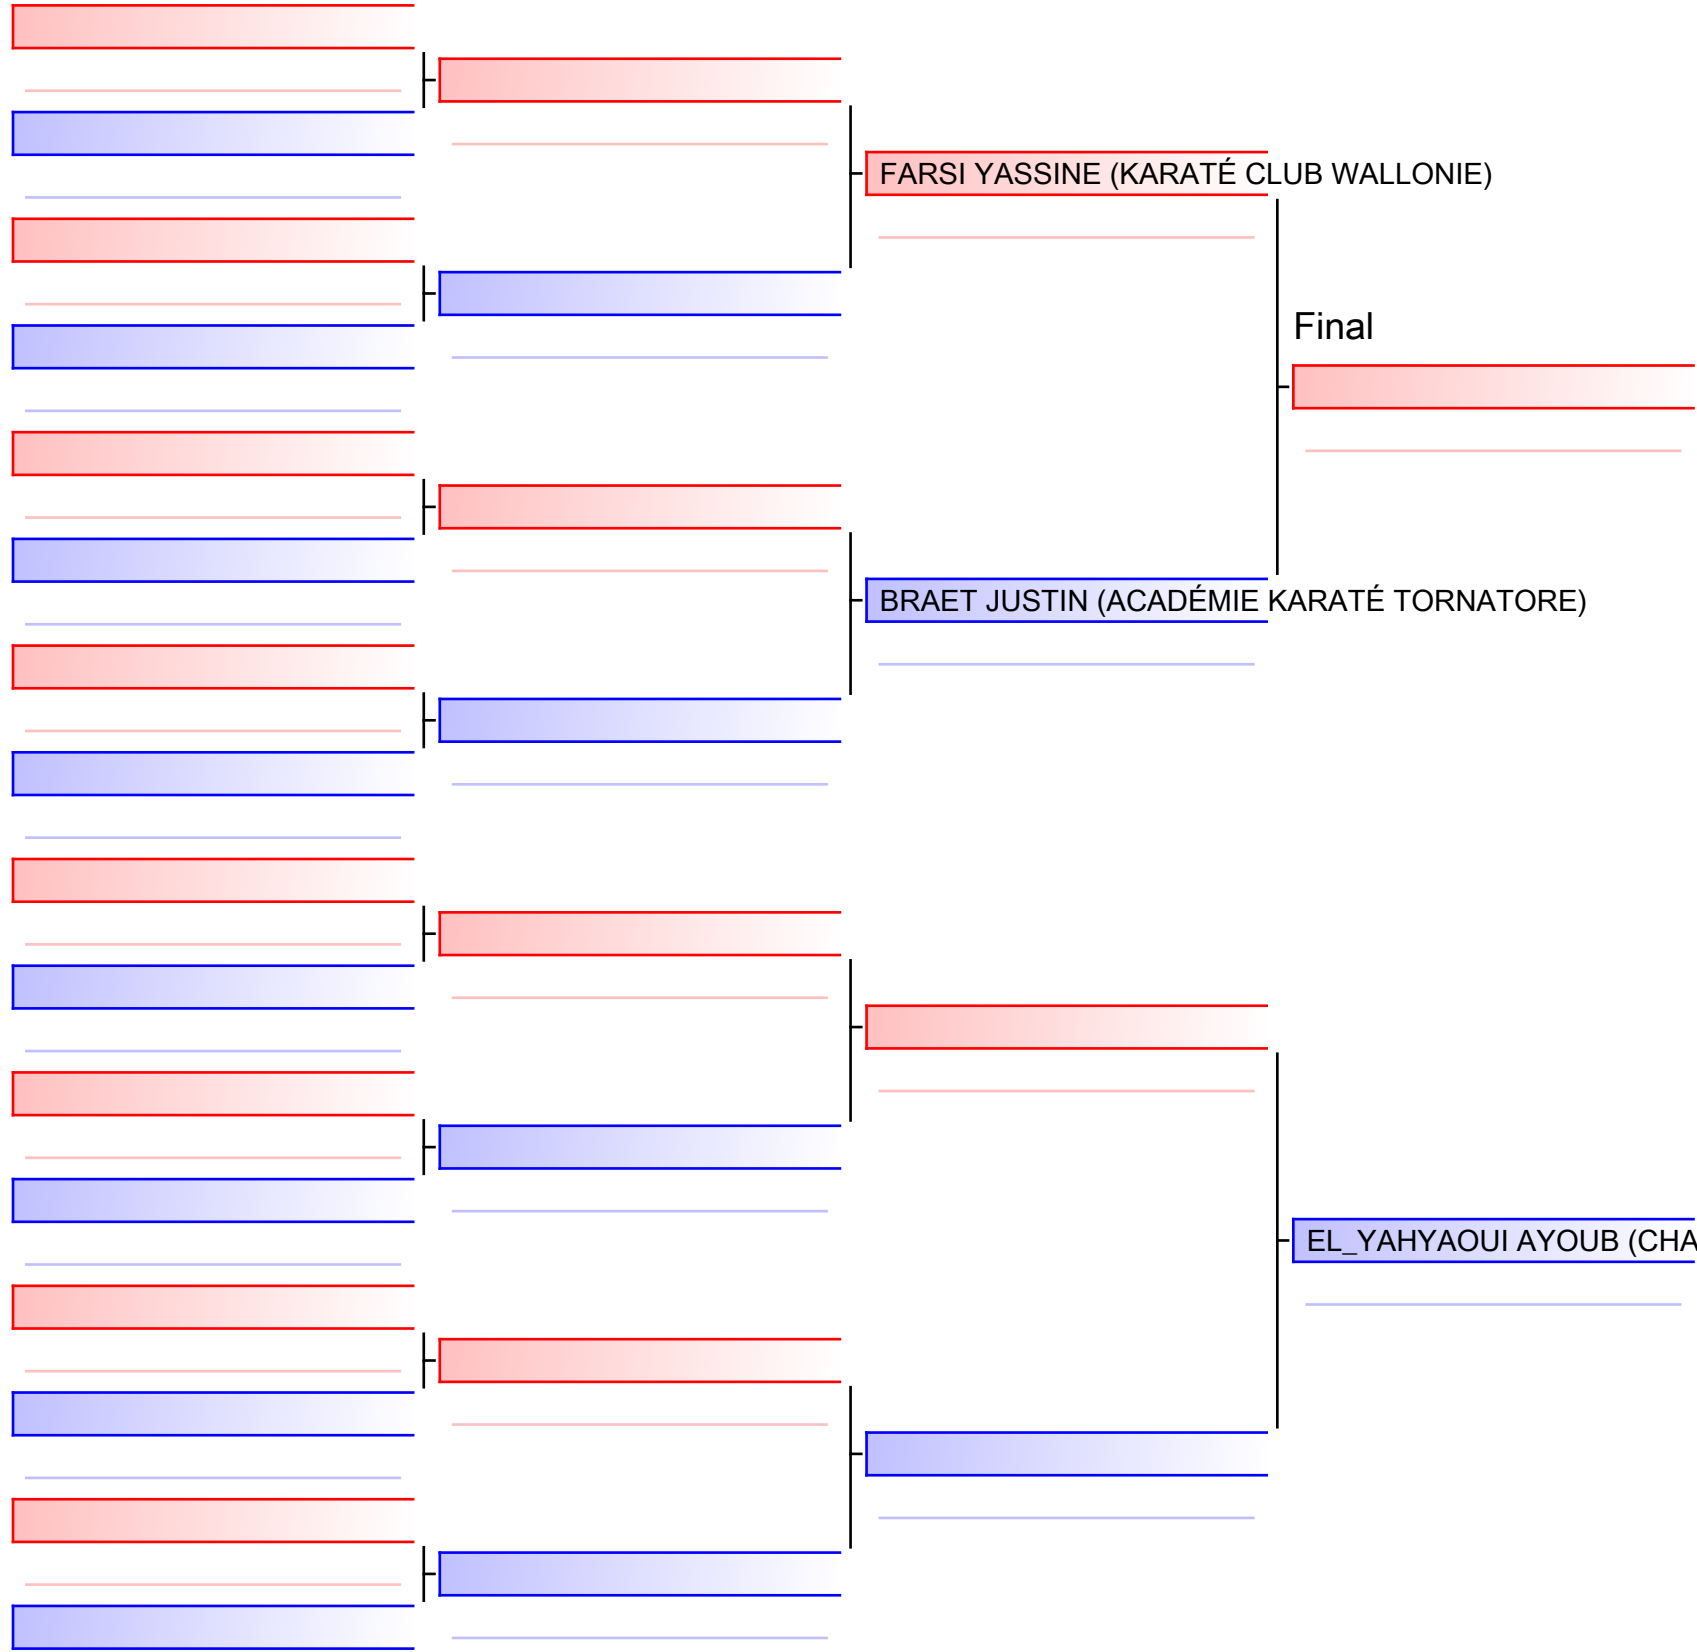 FARSI YASSINE (KARATÉ CLUB WALLONIE)
Final
BRAET JUSTIN (ACADÉMIE KARATÉ TORNATORE)
EL_YAHYAOUI AYOUB (CHA